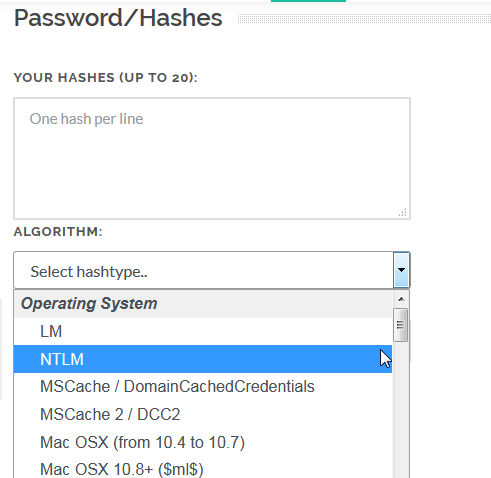 Password/Hashes
YOUR HASHES (UP TO 20):
One hash per line
ALGORITHM:
Select hashtype..
Operating System
LM
NTLM
MSCache / DomainCachedCredentials
MSCache 2 / DCC2
Mac OSX (from 10.4 to 10.7)
Mac OSX 10.8+ ($ml$)